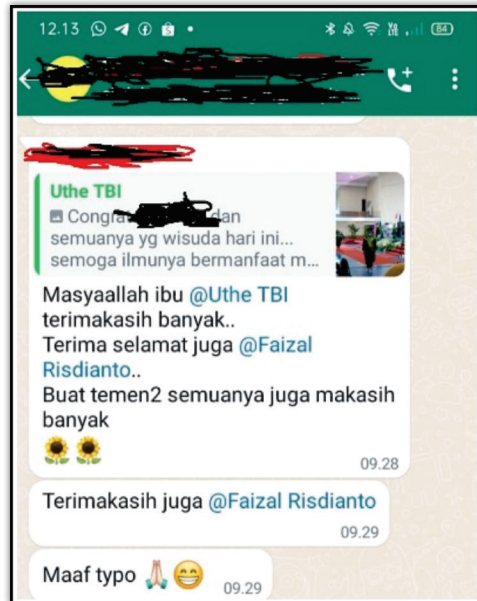 12.13
84
Uthe TBI
dan
semuanya yg wisuda hari ini...
semoga ilmunya bermanfaat m...
Masyaallah ibu @Uthe TBI
terimakasih banyak..
Terima selamat juga @Faizal
Risdianto..
Buat temen2 semuanya juga makasih
banyak
09.28
Terimakasih juga @Faizal Risdianto
09.29
Maaf typo 🙏🏻😁
09.29